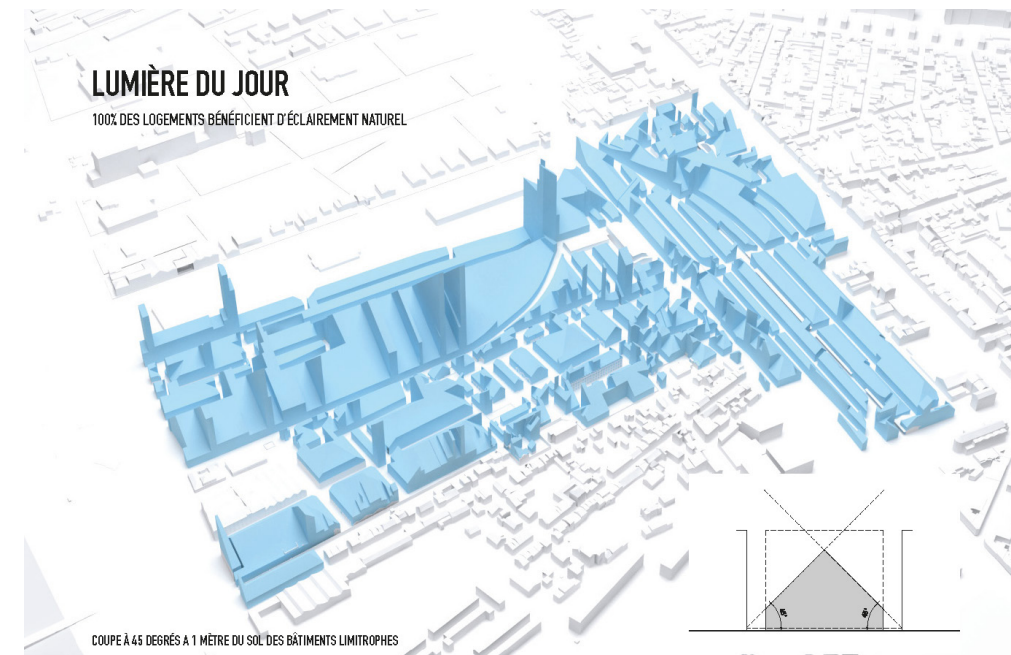 LUMIÈRE DU JOUR
100% DES LOGEMENTS BÉNÉFICIENT D'ÉCLAIREMENT NATUREL
COUPE À 45 DEGRÉS A 1 MÈTRE DU SOL DES BÂTIMENTS LIMITROPHES